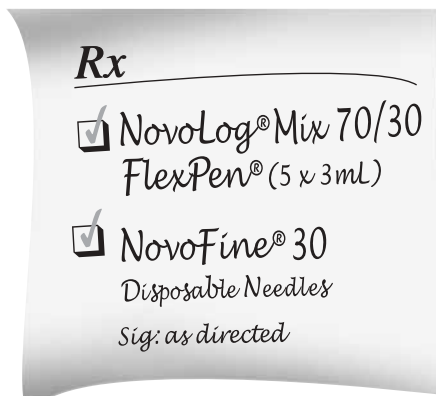 Rx
NovoLog®Mix 70/30
FlexPen® (5 x 3mL)
NovoFine® 30
Disposable Needles
Sig: as directed